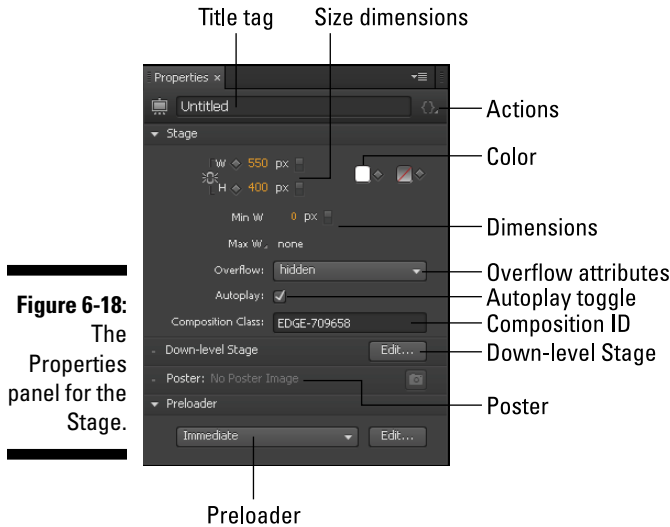 Title tag
Size dimensions
Properties ×
Untitled
Actions
Stage
Color
W 550 px
H 400 px
Min W 0 px
Dimensions
Max W none
Overflow: hidden
Overflow attributes
Autoplay:
Autoplay toggle
Composition Class: EDGE-709658
Composition ID
Down-level Stage
Edit...
Down-level Stage
Poster: No Poster Image
Poster
Preloader
Immediate
Edit...
Preloader
Figure 6-18:
The
Properties
panel for the
Stage.